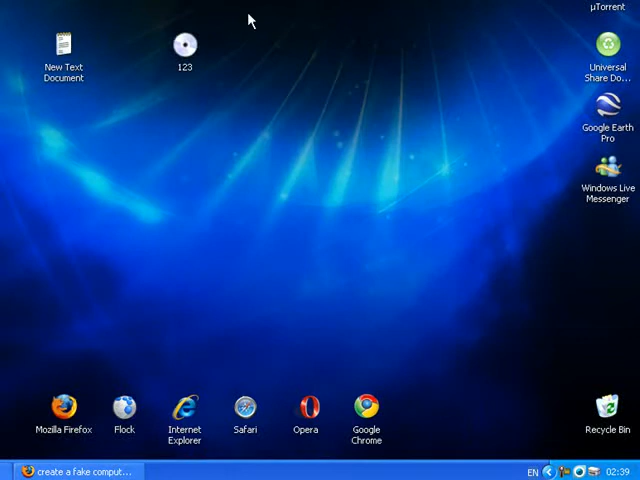 µTorrent
New Text
Document
123
Universal
Share Do...
Google Earth
Pro
Windows Live
Messenger
Mozilla Firefox
Flock
Internet
Explorer
Safari
Opera
Google
Chrome
Recycle Bin
create a fake comput...
EN
02:39